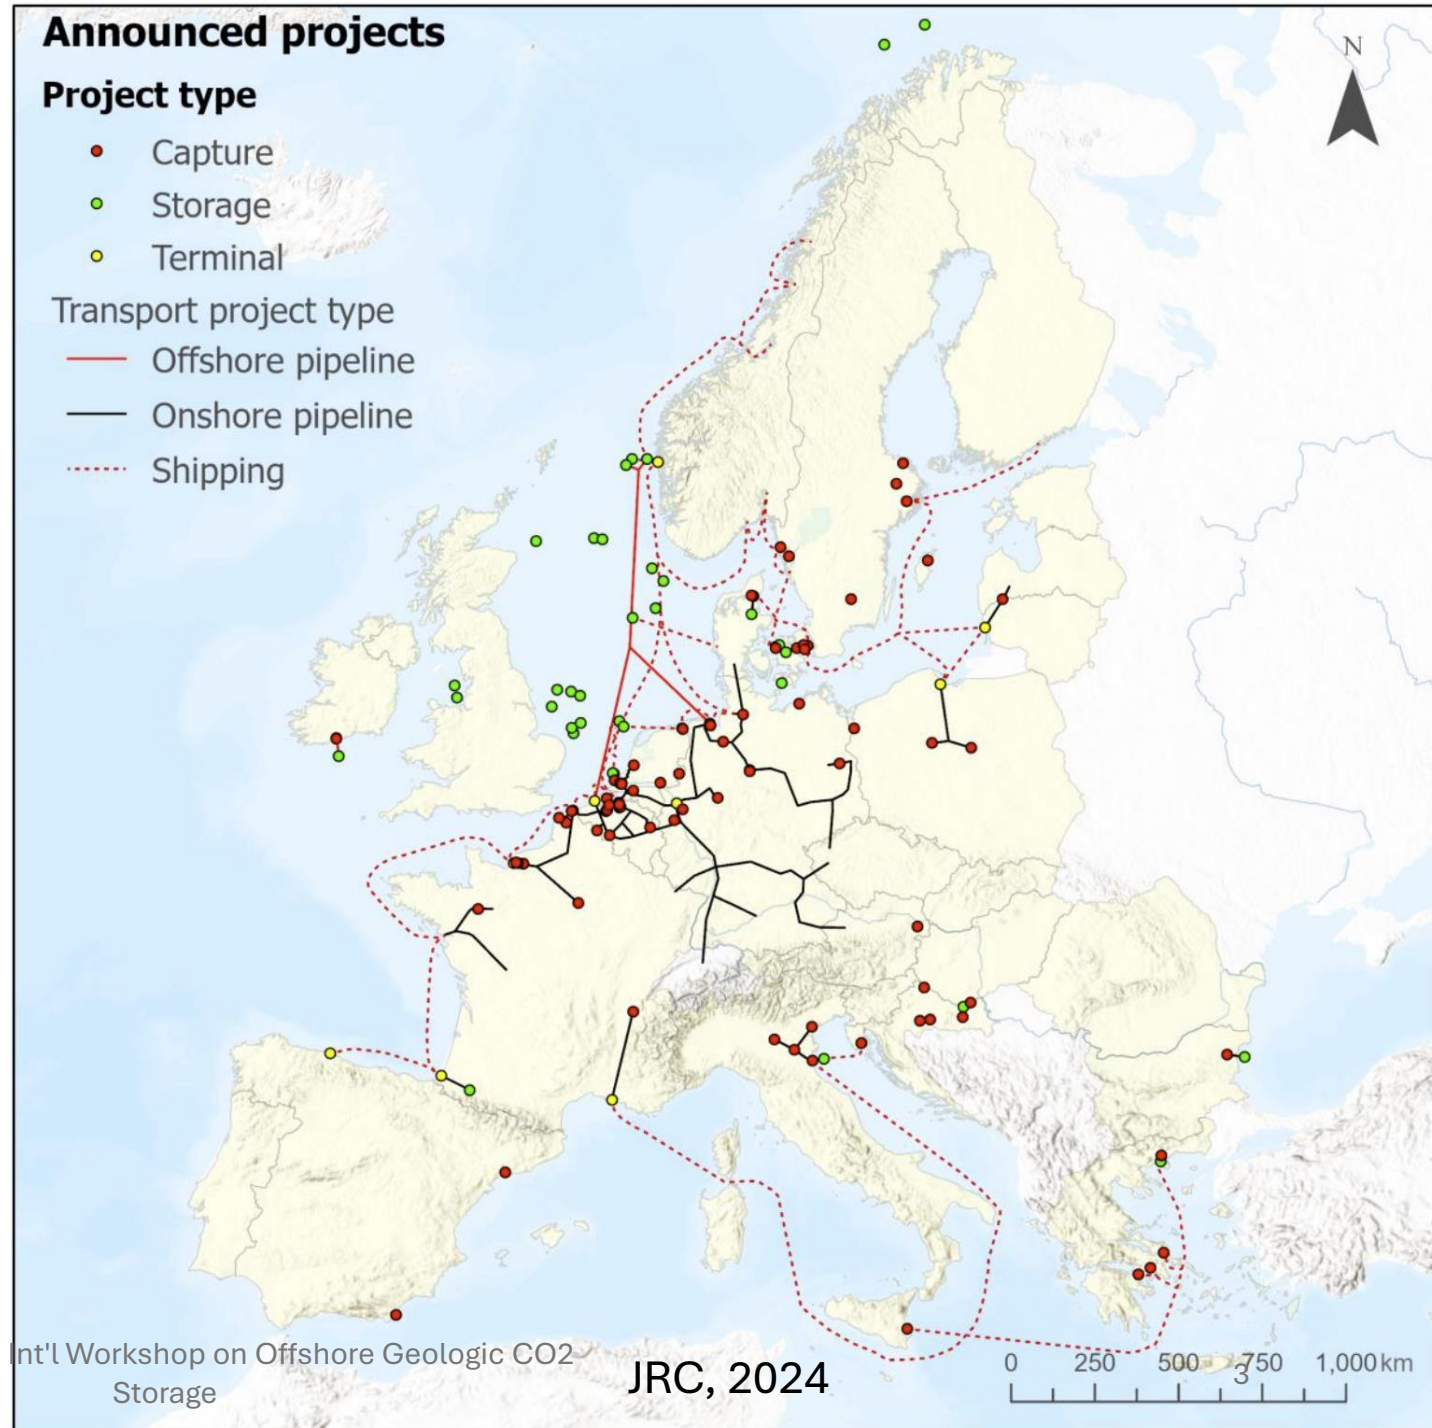 Announced projects
Project type
Capture
Storage
Terminal
Transport project type
Offshore pipeline
Onshore pipeline
Shipping
N
Int'l Workshop on Offshore Geologic CO2
Storage
JRC, 2024
0 250 500 750 1,000 km
3